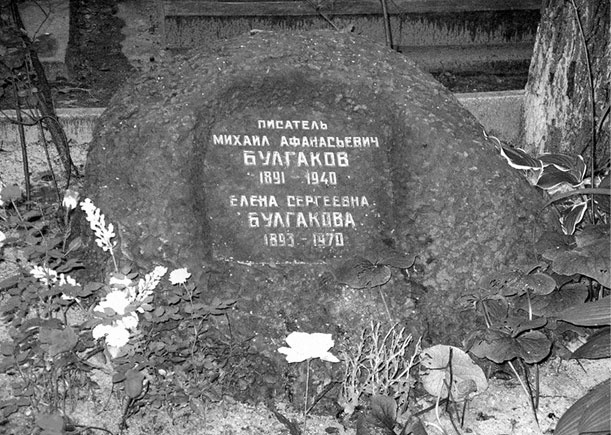 ПИСАТЕЛЬ
МИХАИЛ АФАНАСЬЕВИЧ
БУЛГАКОВ
1891 - 1940
ЕЛЕНА СЕРГЕЕВНА
БУЛГАКОВА
1893 - 1970